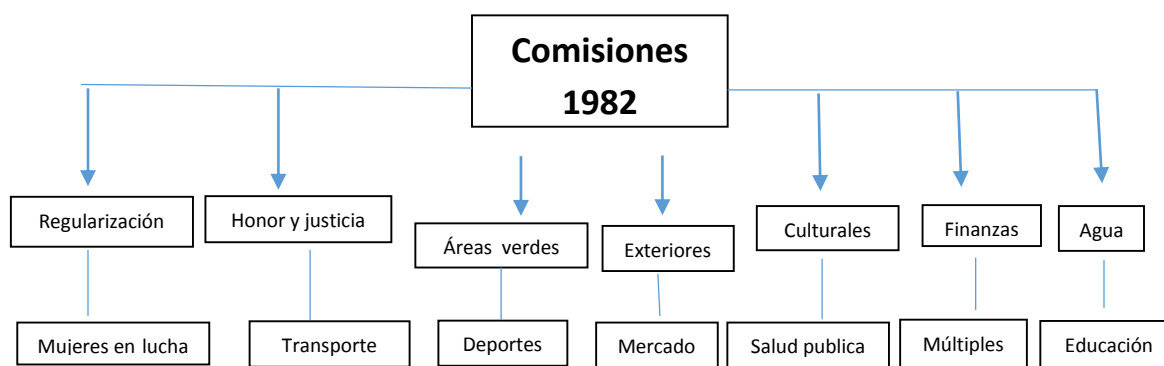 Comisiones
1982
Regularización
Honor y justicia
Áreas verdes
Exteriores
Culturales
Finanzas
Agua
Mujeres en lucha
Transporte
Deportes
Mercado
Salud publica
Múltiples
Educación